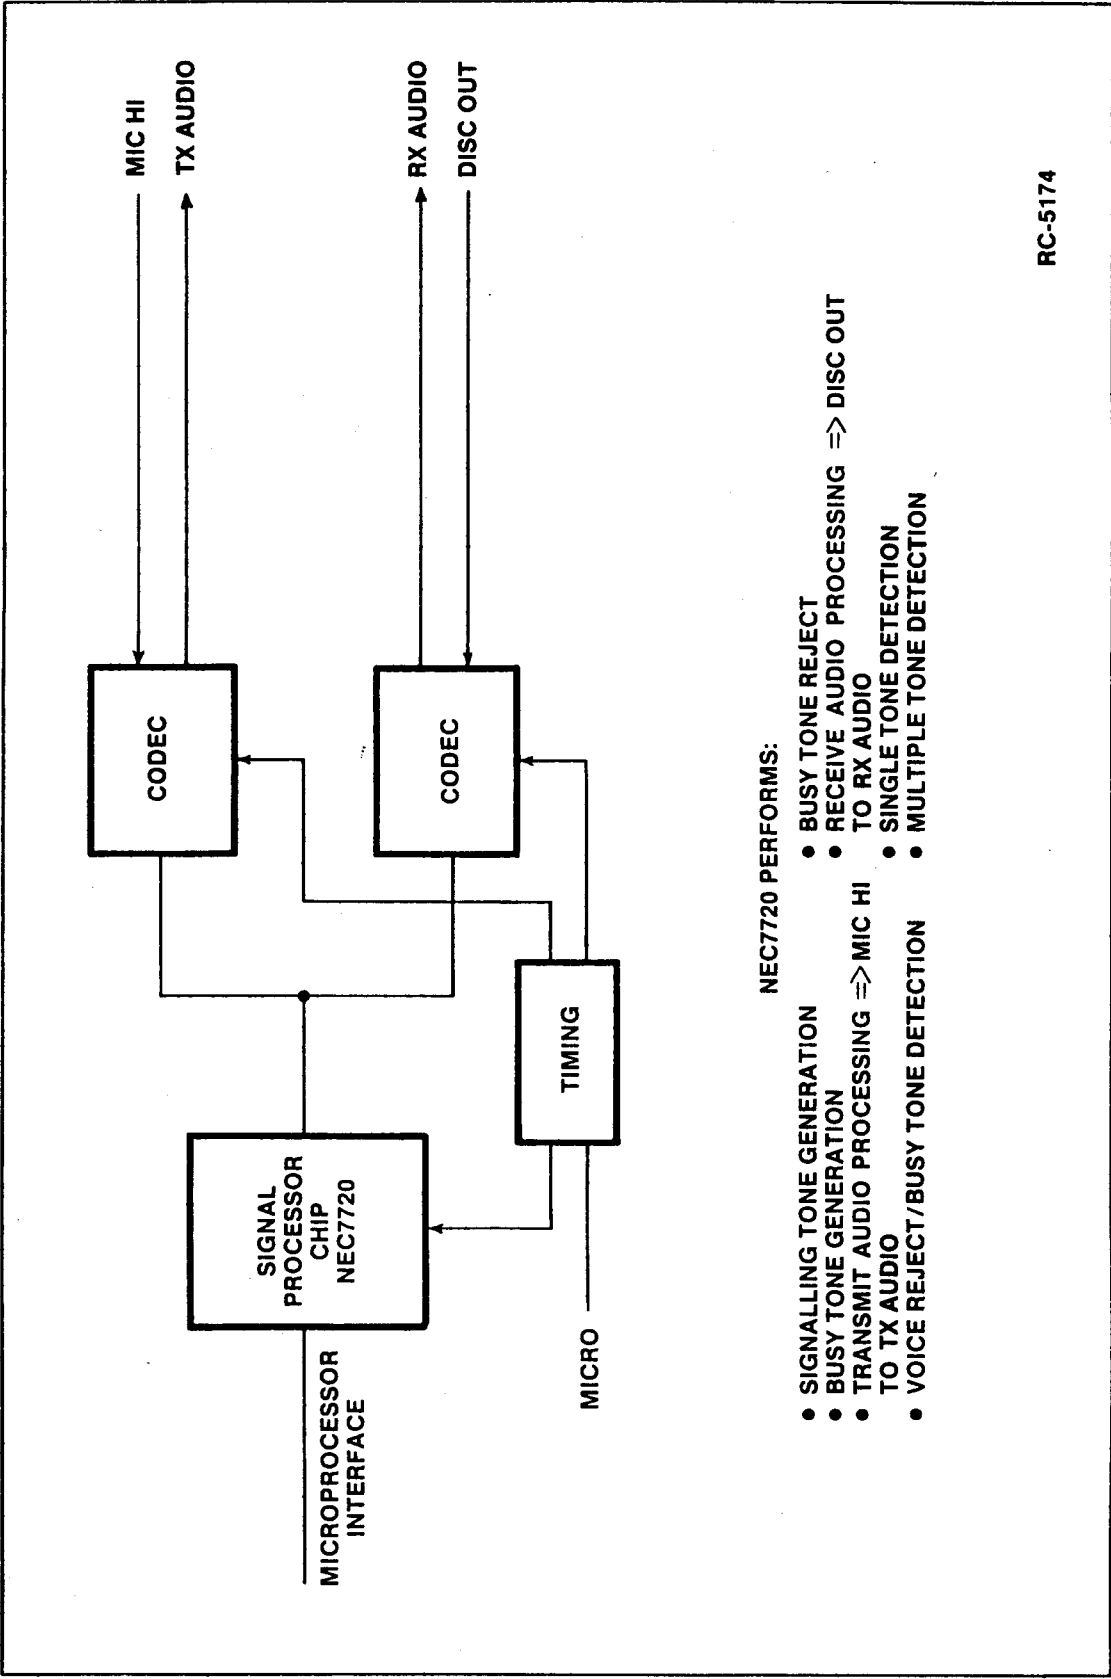 MIC HI
TX AUDIO
CODEC
SIGNAL
PROCESSOR
CHIP
NEC7720
MICROPROCESSOR
INTERFACE
RX AUDIO
DISC OUT
CODEC
TIMING
MICRO
NEC7720 PERFORMS:
• SIGNALLING TONE GENERATION
• BUSY TONE GENERATION
• TRANSMIT AUDIO PROCESSING => MIC HI
TO TX AUDIO
• VOICE REJECT/BUSY TONE DETECTION
• BUSY TONE REJECT
• RECEIVE AUDIO PROCESSING => DISC OUT
TO RX AUDIO
• SINGLE TONE DETECTION
• MULTIPLE TONE DETECTION
RC-5174